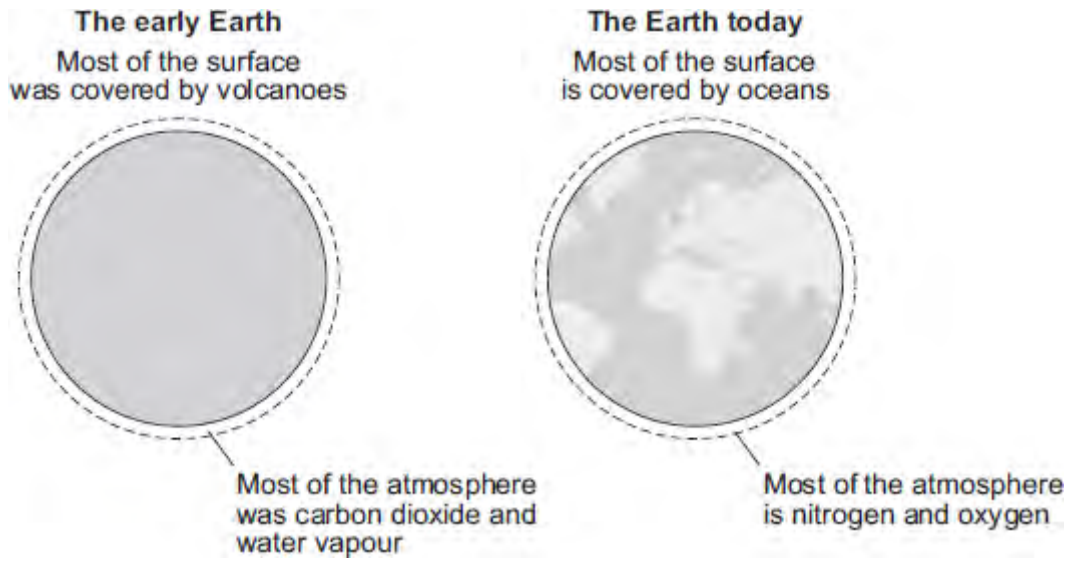 The early Earth
Most of the surface
was covered by volcanoes
Most of the atmosphere
was carbon dioxide and
water vapour
The Earth today
Most of the surface
is covered by oceans
Most of the atmosphere
is nitrogen and oxygen